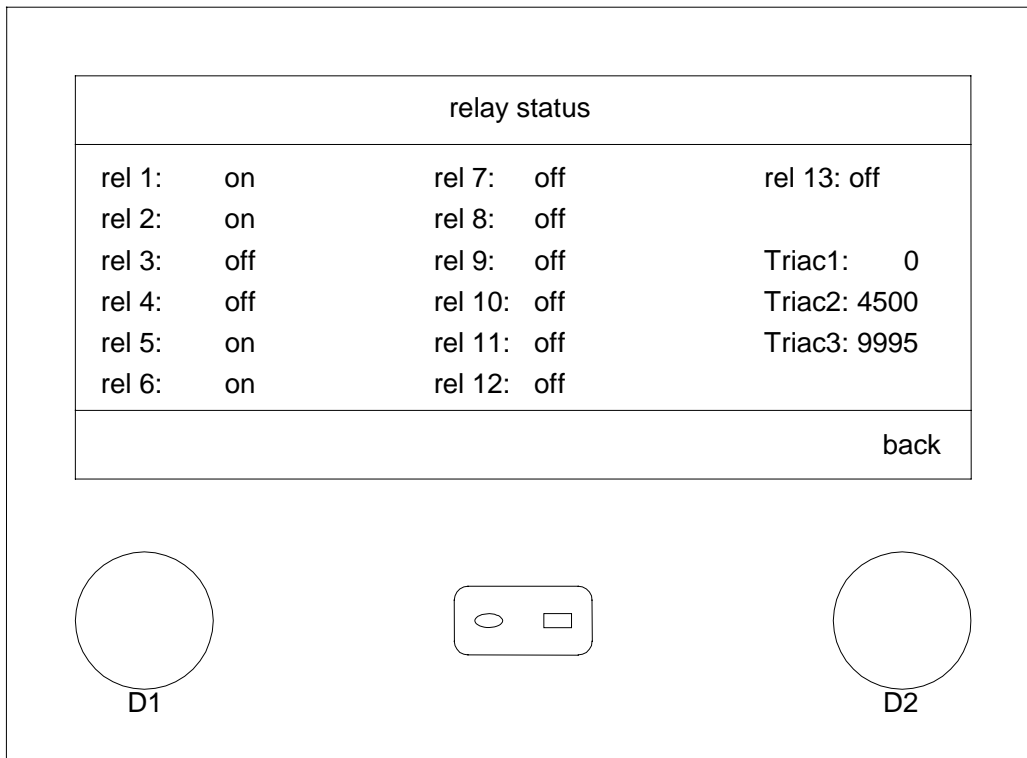 relay status
rel 1: on rel 7: off rel 13: off
rel 2: on rel 8: off
rel 3: off rel 9: off Triac1: 0
rel 4: off rel 10: off Triac2: 4500
rel 5: on rel 11: off Triac3: 9995
rel 6: on rel 12: off
back
D1 D2